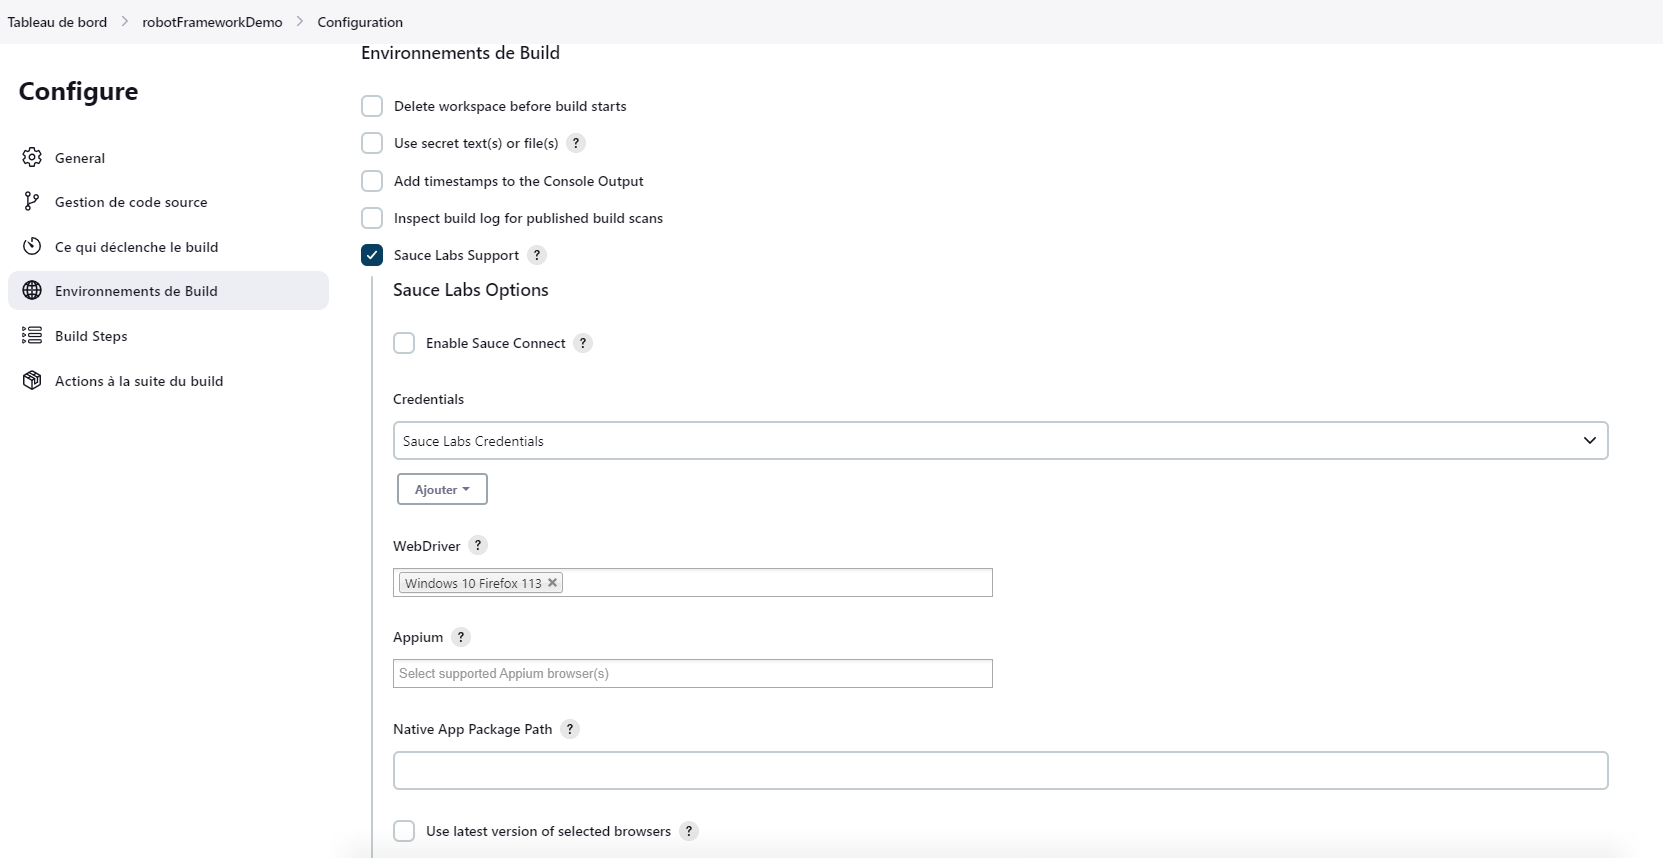 Tableau de bord > robotFrameworkDemo > Configuration
Configure
General
Gestion de code source
Ce qui déclenche le build
Environnements de Build
Build Steps
Actions à la suite du build
Environnements de Build
Delete workspace before build starts
Use secret text(s) or file(s) ?
Add timestamps to the Console Output
Inspect build log for published build scans
Sauce Labs Support ?
Sauce Labs Options
Enable Sauce Connect ?
Credentials
Sauce Labs Credentials
Ajouter
WebDriver ?
Windows 10 Firefox 113
Appium ?
Select supported Appium browser(s)
Native App Package Path ?
Use latest version of selected browsers ?